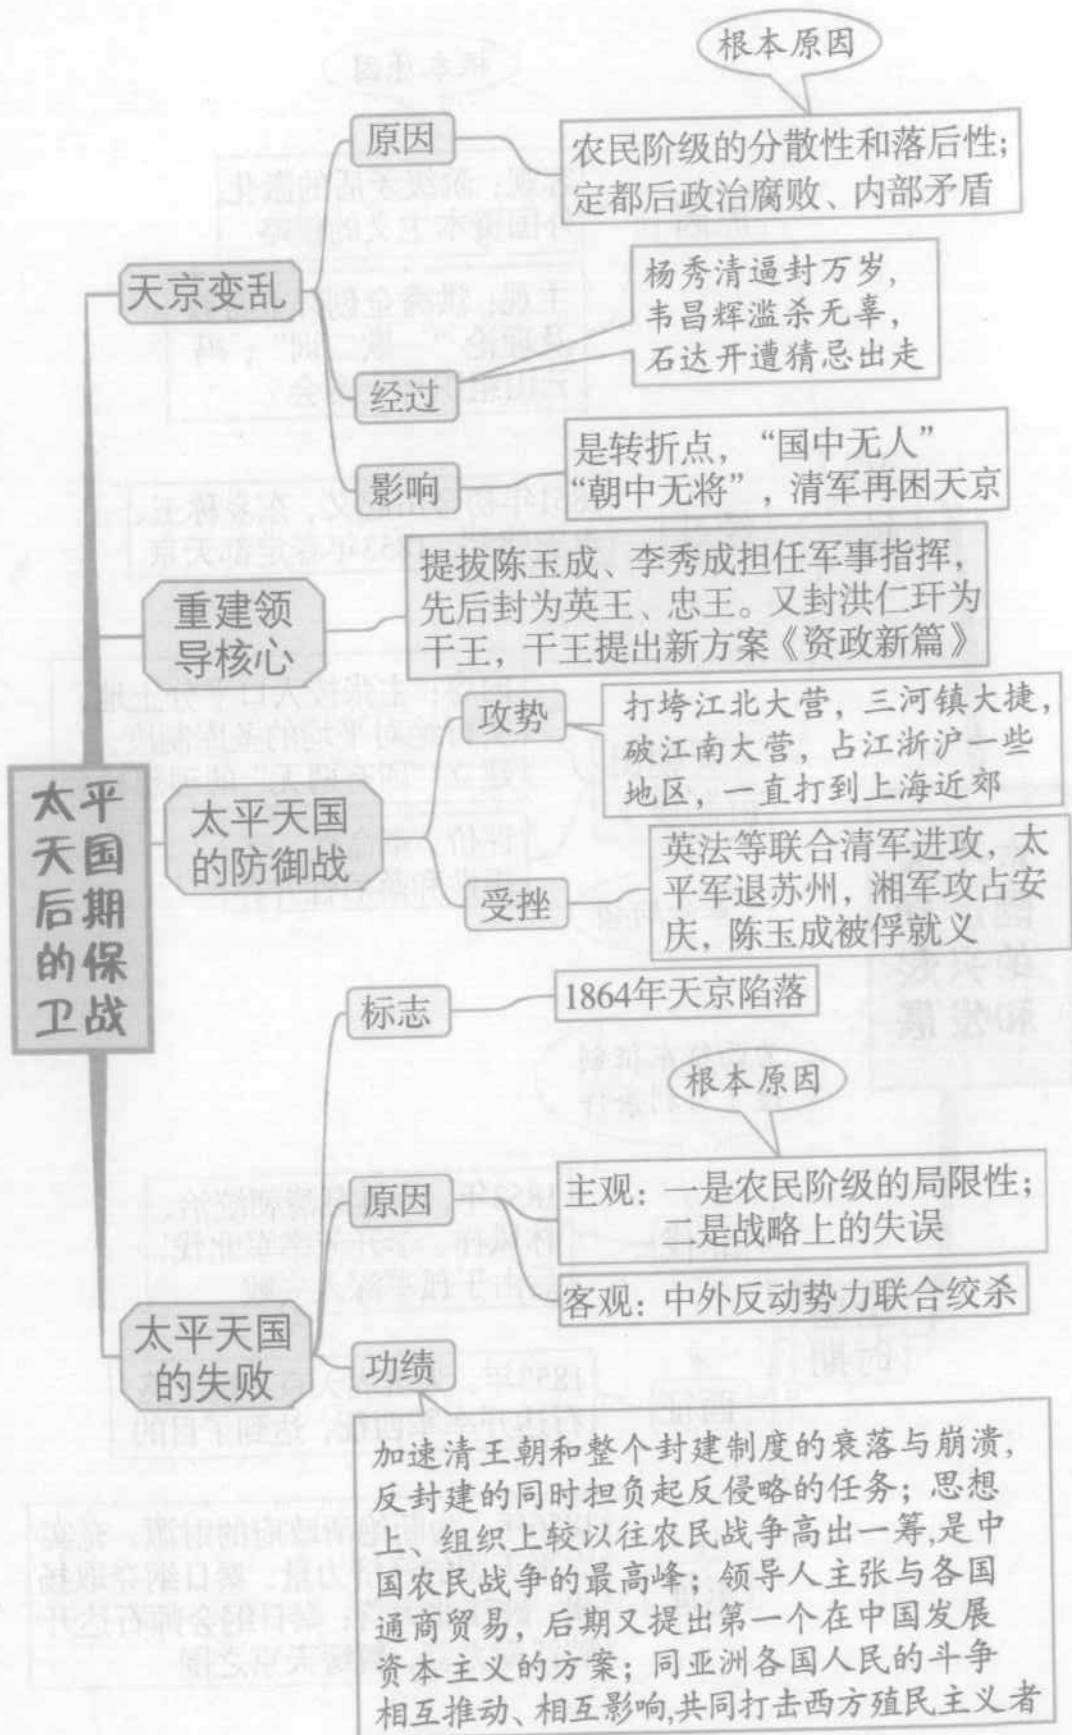 根本原因
原因
农民阶级的分散性和落后性;
定都后政治腐败、内部矛盾
天京变乱
杨秀清逼封万岁,
韦昌辉滥杀无辜,
石达开遭猜忌出走
经过
影响
是转折点，“国中无人”
“朝中无将”，清军再困天京
重建领
导核心
提拔陈玉成、李秀成担任军事指挥,
先后封为英王、忠王。又封洪仁玕为
干王，干王提出新方案《资政新篇》
太平
天国
后期
的保
卫战
太平天国
的防御战
攻势
打垮江北大营，三河镇大捷,
破江南大营，占江浙沪一些
地区，一直打到上海近郊
受挫
英法等联合清军进攻，太
平军退苏州，湘军攻占安
庆，陈玉成被俘就义
标志
1864年天京陷落
根本原因
原因
主观：一是农民阶级的局限性;
二是战略上的失误
客观：中外反动势力联合绞杀
太平天国
的失败
功绩
加速清王朝和整个封建制度的衰落与崩溃,
反封建的同时担负起反侵略的任务；思想
上、组织上较以往农民战争高出一筹,是中
国农民战争的最高峰；领导人主张与各国
通商贸易，后期又提出第一个在中国发展
资本主义的方案；同亚洲各国人民的斗争
相互推动、相互影响,共同打击西方殖民主义者